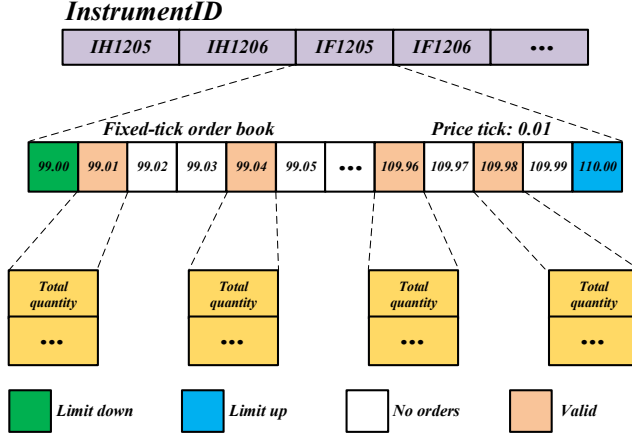 InstrumentID
IH1205 IH1206 IF1205 IF1206 •••
Fixed-tick order book Price tick: 0.01
99.00 99.01 99.02 99.03 99.04 99.05 ••• 109.96 109.97 109.98 109.99 110.00
Total quantity Total quantity Total quantity Total quantity
••• ••• ••• •••
Limit down Limit up No orders Valid